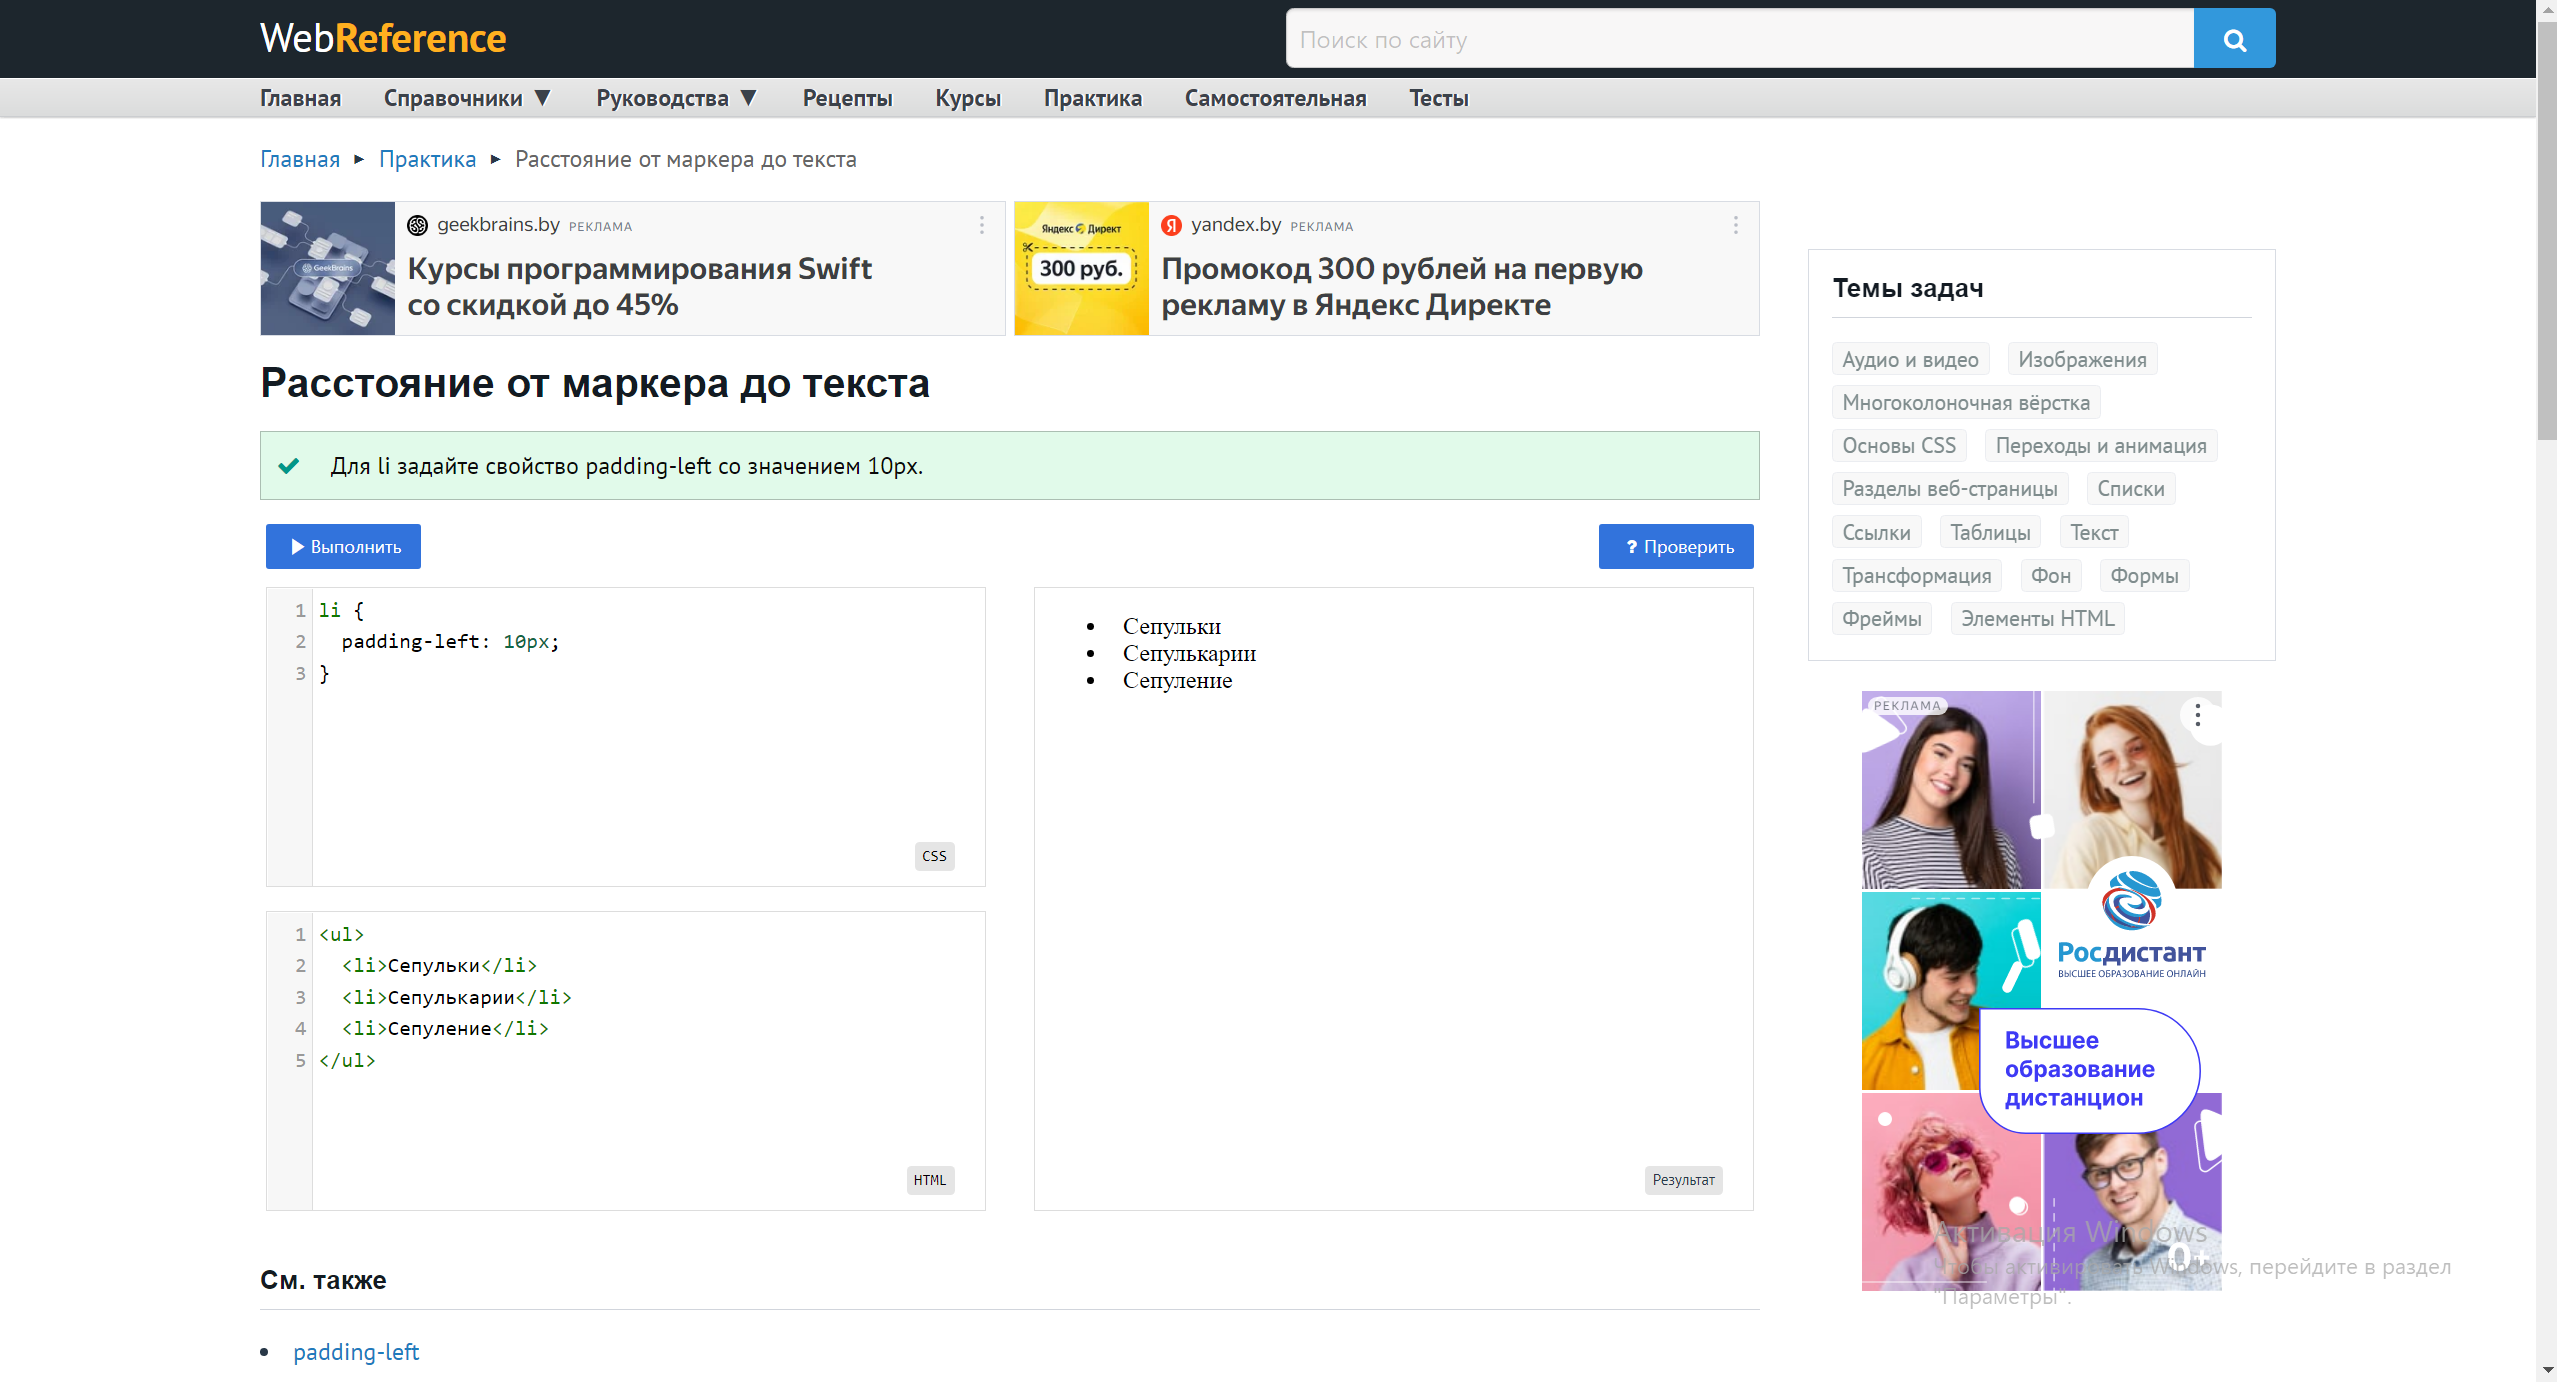 WebReference
Поиск по сайту
Главная Справочники ▼ Руководства ▼ Рецепты Курсы Практика Самостоятельная Тесты
Главная ▸ Практика ▸ Расстояние от маркера до текста
GeekBrains
geekbrains.by РЕКЛАМА
Курсы программирования Swift
со скидкой до 45%
Яндекс Директ
300 руб.
yandex.by РЕКЛАМА
Промокод 300 рублей на первую
рекламу в Яндекс Директе
Расстояние от маркера до текста
Для li задайте свойство padding-left со значением 10px.
Выполнить
? Проверить
1 li {
2 padding-left: 10px;
3 }
CSS
1 <ul>
2 <li>Сепульки</li>
3 <li>Сепулькарии</li>
4 <li>Сепуление</li>
5 </ul>
HTML
• Сепульки
• Сепулькарии
• Сепуление
Результат
См. также
• padding-left
Темы задач
Аудио и видео Изображения
Многоколоночная вёрстка
Основы CSS Переходы и анимация
Разделы веб-страницы Списки
Ссылки Таблицы Текст
Трансформация Фон Формы
Фреймы Элементы HTML
РЕКЛАМА
Росдистант
ВЫСШЕЕ ОБРАЗОВАНИЕ ОНЛАЙН
Высшее
образование
дистанцион
0+
Активация Windows
Чтобы активировать Windows, перейдите в раздел
"Параметры".